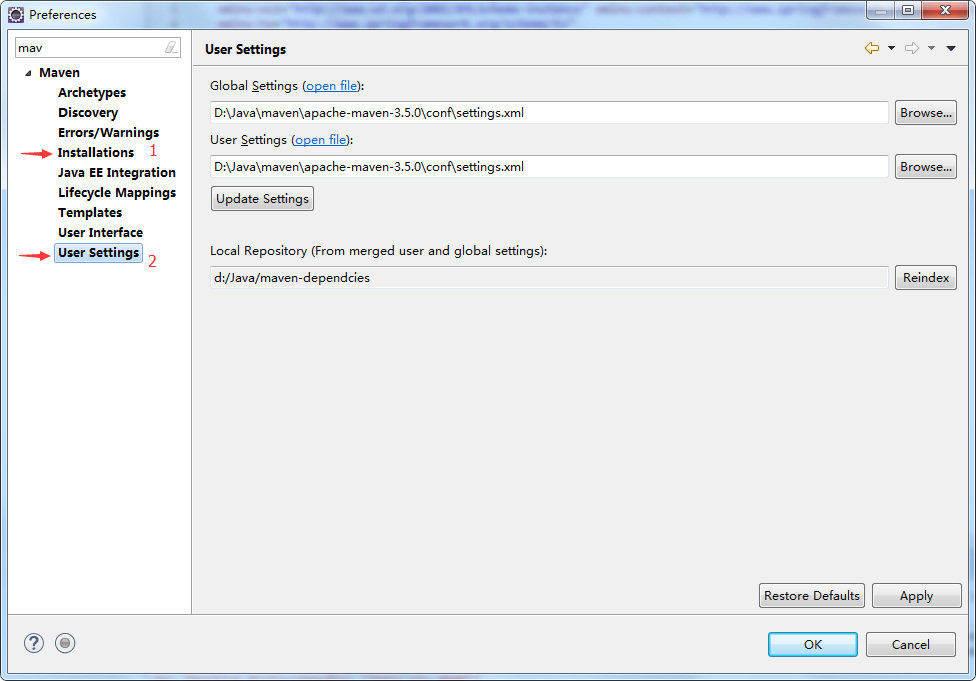 Preferences
mav
Maven
Archetypes
Discovery
Errors/Warnings
Installations 1
Java EE Integration
Lifecycle Mappings
Templates
User Interface
User Settings 2
User Settings
Global Settings (open file):
D:\Java\maven\apache-maven-3.5.0\conf\settings.xml
Browse...
User Settings (open file):
D:\Java\maven\apache-maven-3.5.0\conf\settings.xml
Browse...
Update Settings
Local Repository (From merged user and global settings):
d:/Java/maven-dependcies
Reindex
Restore Defaults
Apply
?
OK
Cancel